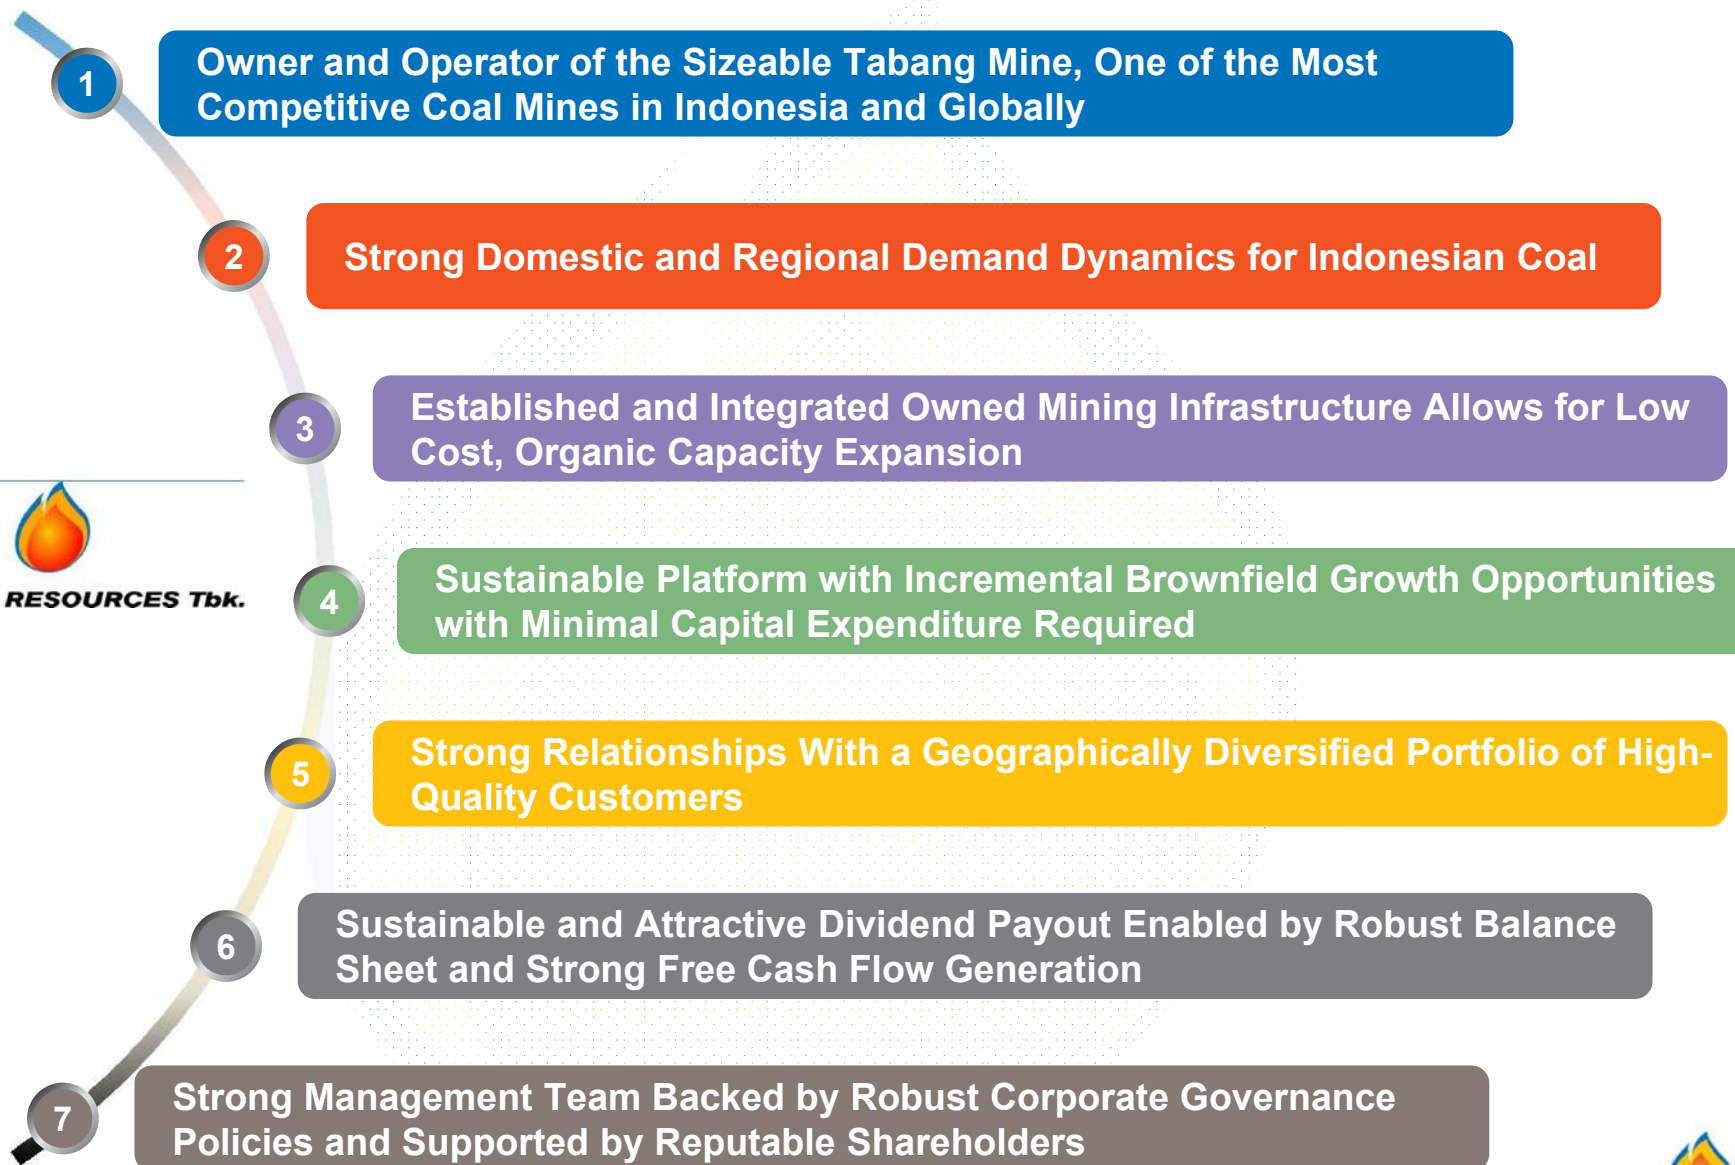 1
Owner and Operator of the Sizeable Tabang Mine, One of the Most
Competitive Coal Mines in Indonesia and Globally
2
Strong Domestic and Regional Demand Dynamics for Indonesian Coal
3
Established and Integrated Owned Mining Infrastructure Allows for Low
Cost, Organic Capacity Expansion
RESOURCES Tbk.
4
Sustainable Platform with Incremental Brownfield Growth Opportunities
with Minimal Capital Expenditure Required
5
Strong Relationships With a Geographically Diversified Portfolio of High-
Quality Customers
6
Sustainable and Attractive Dividend Payout Enabled by Robust Balance
Sheet and Strong Free Cash Flow Generation
7
Strong Management Team Backed by Robust Corporate Governance
Policies and Supported by Reputable Shareholders